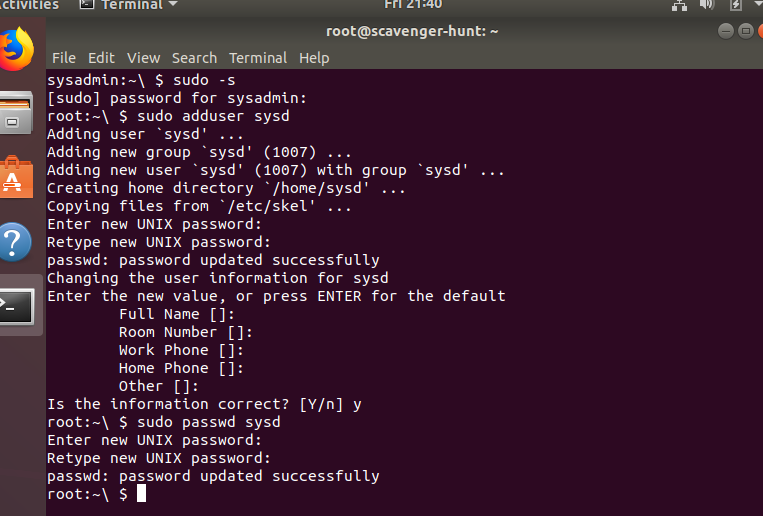 Terminal
Fri 21:40
root@scavenger-hunt: ~
File Edit View Search Terminal Help
sysadmin:~\ $ sudo -s
[sudo] password for sysadmin:
root:~\ $ sudo adduser sysd
Adding user `sysd' ...
Adding new group `sysd' (1007) ...
Adding new user `sysd' (1007) with group `sysd' ...
Creating home directory `/home/sysd' ...
Copying files from `/etc/skel' ...
Enter new UNIX password:
Retype new UNIX password:
passwd: password updated successfully
Changing the user information for sysd
Enter the new value, or press ENTER for the default
Full Name []:
Room Number []:
Work Phone []:
Home Phone []:
Other []:
Is the information correct? [Y/n] y
root:~\ $ sudo passwd sysd
Enter new UNIX password:
Retype new UNIX password:
passwd: password updated successfully
root:~\ $